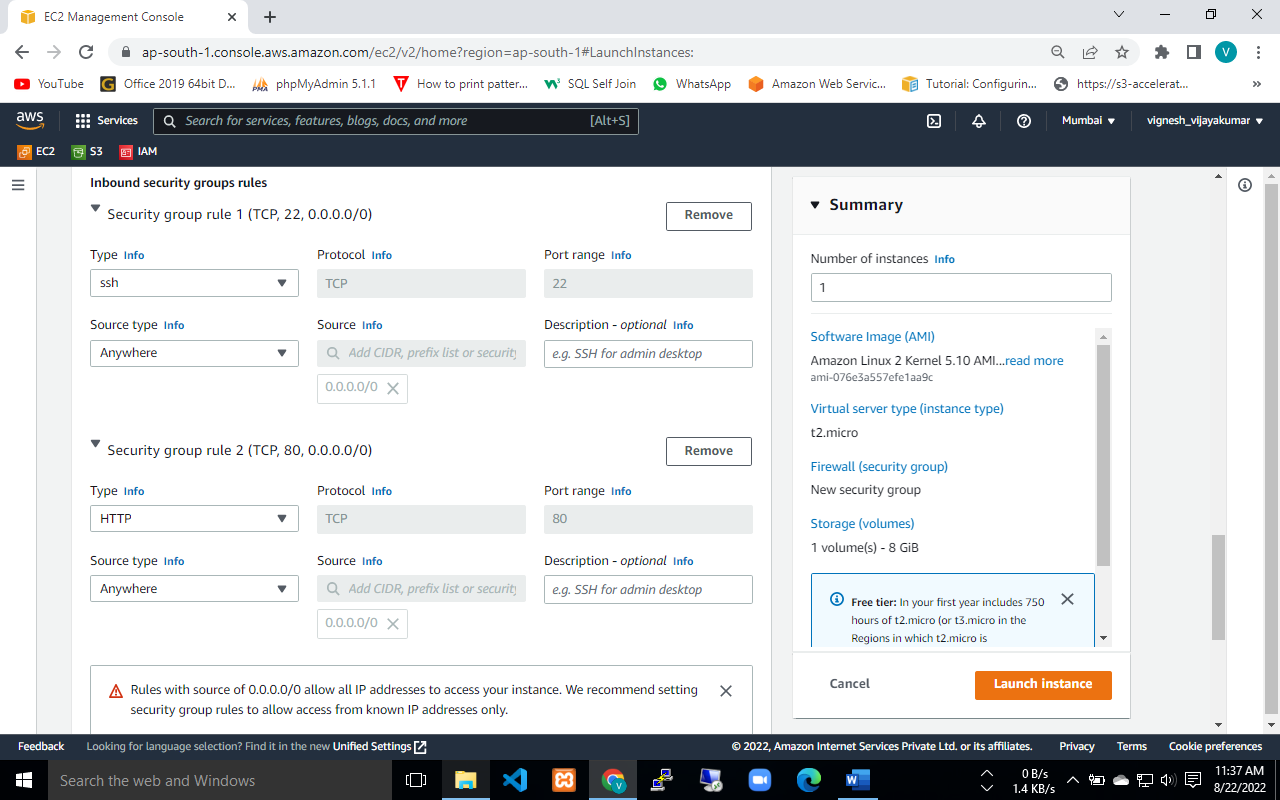 EC2 Management Console
ap-south-1.console.aws.amazon.com/ec2/v2/home?region=ap-south-1#LaunchInstances:
V
YouTube
G Office 2019 64bit D...
PMA phpMyAdmin 5.1.1
T How to print patter...
SQL Self Join
WhatsApp
Amazon Web Servic...
Tutorial: Configurin...
https://s3-accelerat...
»
aws
Services
Search for services, features, blogs, docs, and more [Alt+S]
Mumbai
vignesh_vijayakumar
EC2
S3
IAM
Inbound security groups rules
Security group rule 1 (TCP, 22, 0.0.0.0/0)
Remove
Type Info
Protocol Info
Port range Info
ssh
TCP
22
Source type Info
Source Info
Description - optional Info
Anywhere
Add CIDR, prefix list or security
e.g. SSH for admin desktop
0.0.0.0/0
Security group rule 2 (TCP, 80, 0.0.0.0/0)
Remove
Type Info
Protocol Info
Port range Info
HTTP
TCP
80
Source type Info
Source Info
Description - optional Info
Anywhere
Add CIDR, prefix list or security
e.g. SSH for admin desktop
0.0.0.0/0
Rules with source of 0.0.0.0/0 allow all IP addresses to access your instance. We recommend setting
security group rules to allow access from known IP addresses only.
Summary
Number of instances Info
1
Software Image (AMI)
Amazon Linux 2 Kernel 5.10 AMI...read more
ami-076e3a557efe1aa9c
Virtual server type (instance type)
t2.micro
Firewall (security group)
New security group
Storage (volumes)
1 volume(s) - 8 GiB
Free tier: In your first year includes 750
hours of t2.micro (or t3.micro in the
Regions in which t2.micro is
Cancel
Launch instance
Feedback
Looking for language selection? Find it in the new Unified Settings
© 2022, Amazon Internet Services Private Ltd. or its affiliates.
Privacy
Terms
Cookie preferences
Search the web and Windows
V
W
0 B/s
1.4 KB/s
11:37 AM
8/22/2022